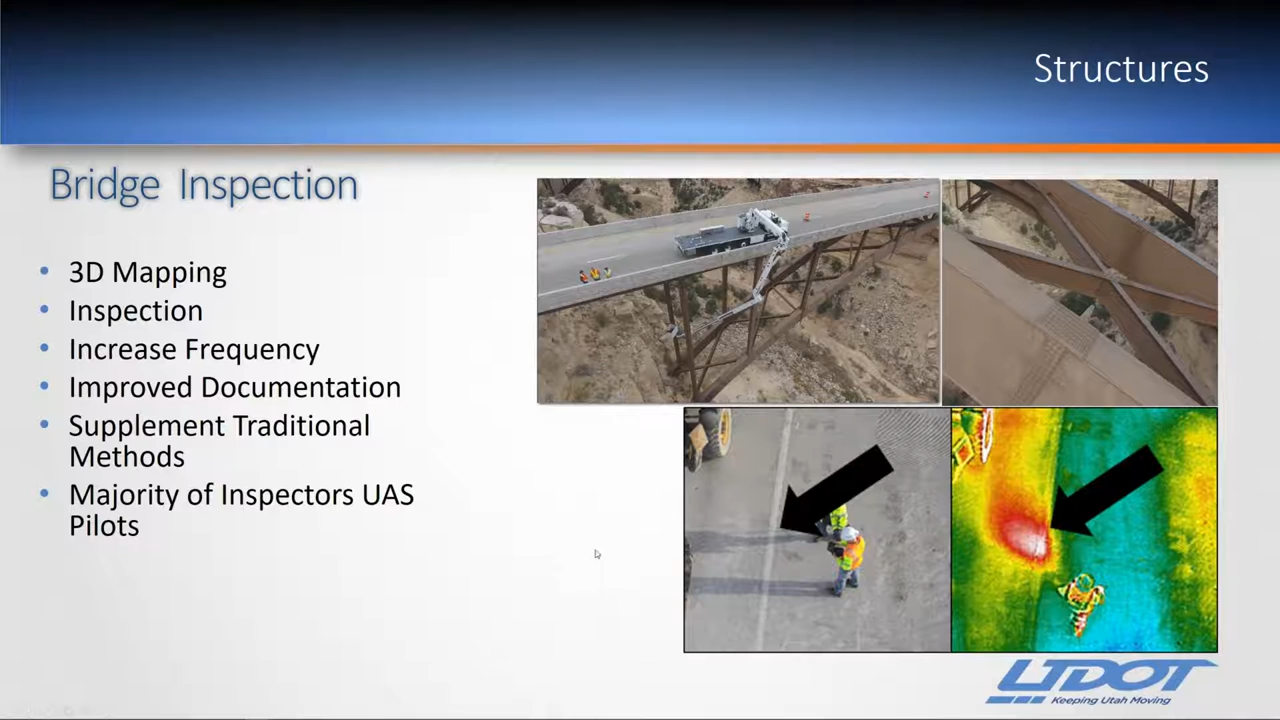 Structures
Bridge Inspection
• 3D Mapping
• Inspection
• Increase Frequency
• Improved Documentation
• Supplement Traditional
Methods
• Majority of Inspectors UAS
Pilots
UDOT
Keeping Utah Moving